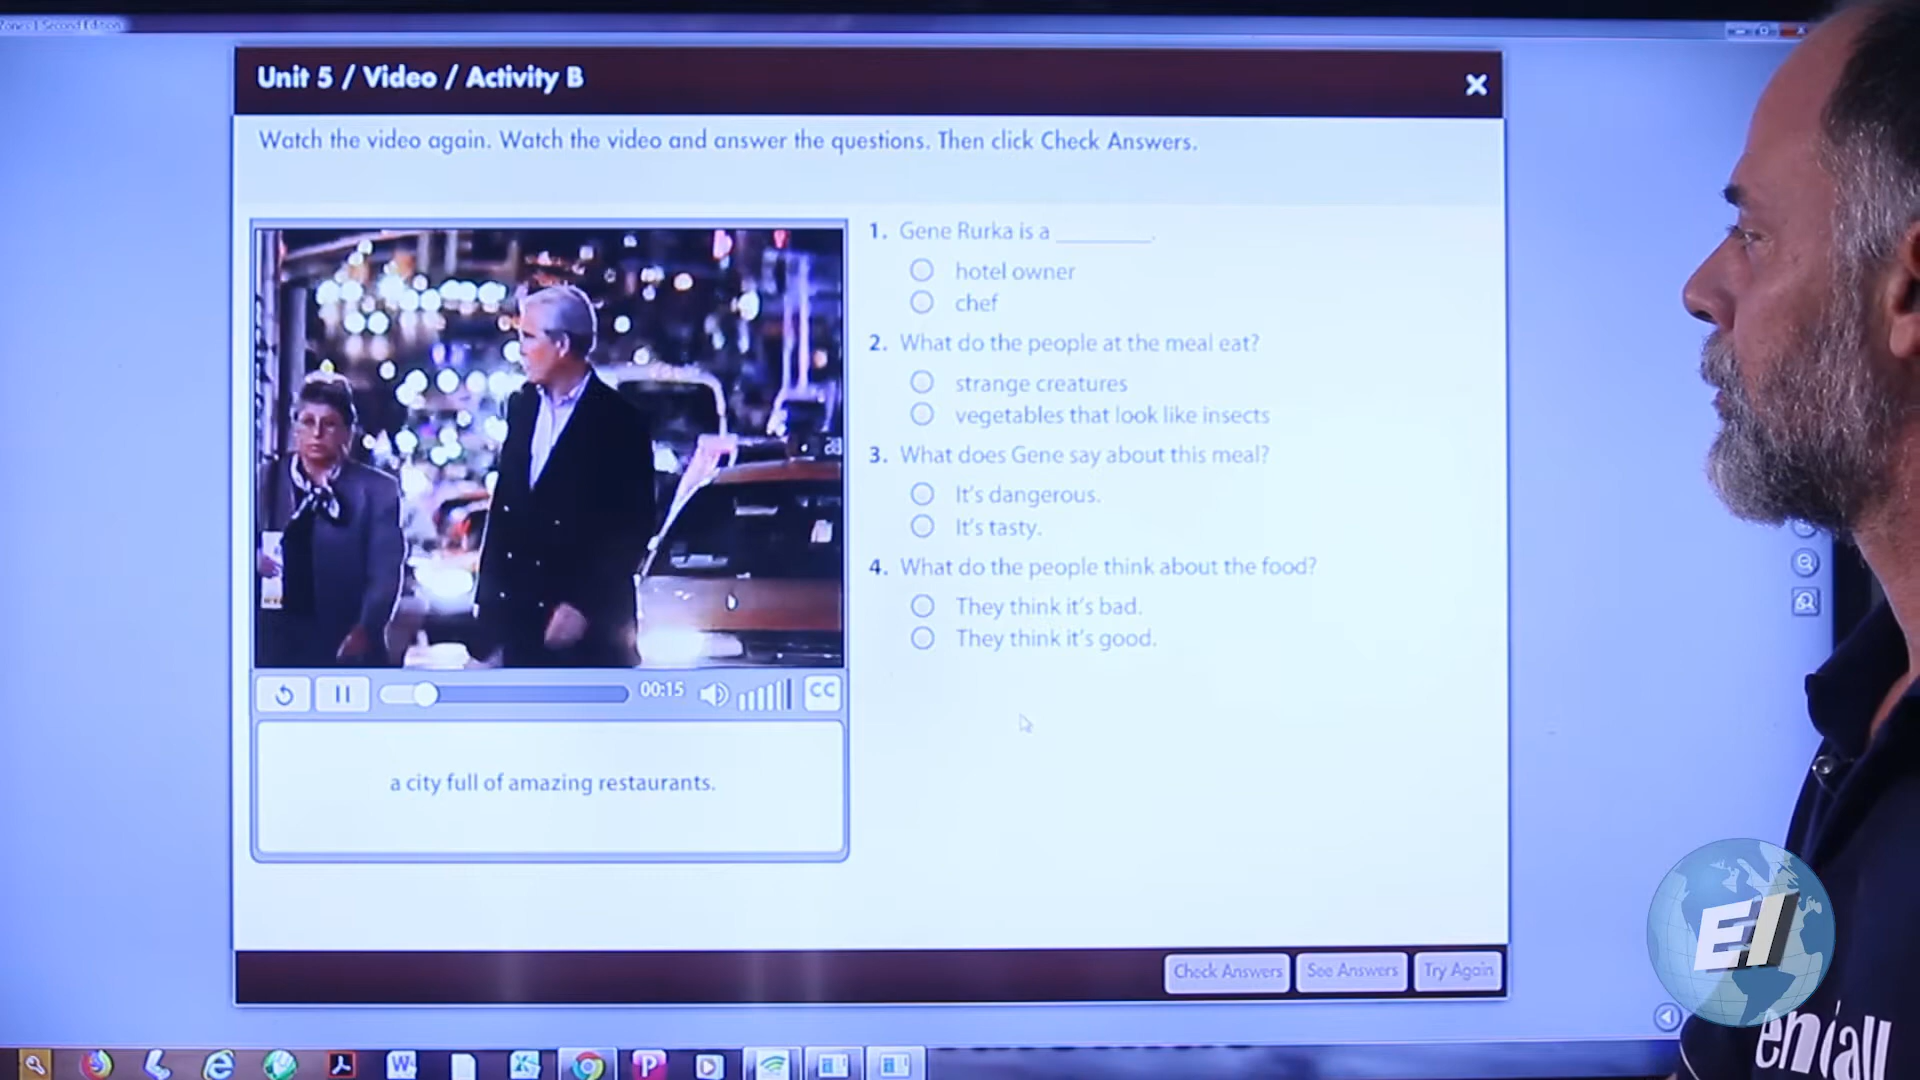 Second Edition
Unit 5 / Video / Activity B
Watch the video again. Watch the video and answer the questions. Then click Check Answers.
1. Gene Rurka is a ________.
hotel owner
chef
2. What do the people at the meal eat?
strange creatures
vegetables that look like insects
3. What does Gene say about this meal?
It's dangerous.
It's tasty.
4. What do the people think about the food?
They think it's bad.
They think it's good.
00:15
CC
a city full of amazing restaurants.
Check Answers
See Answers
Try Again
EI